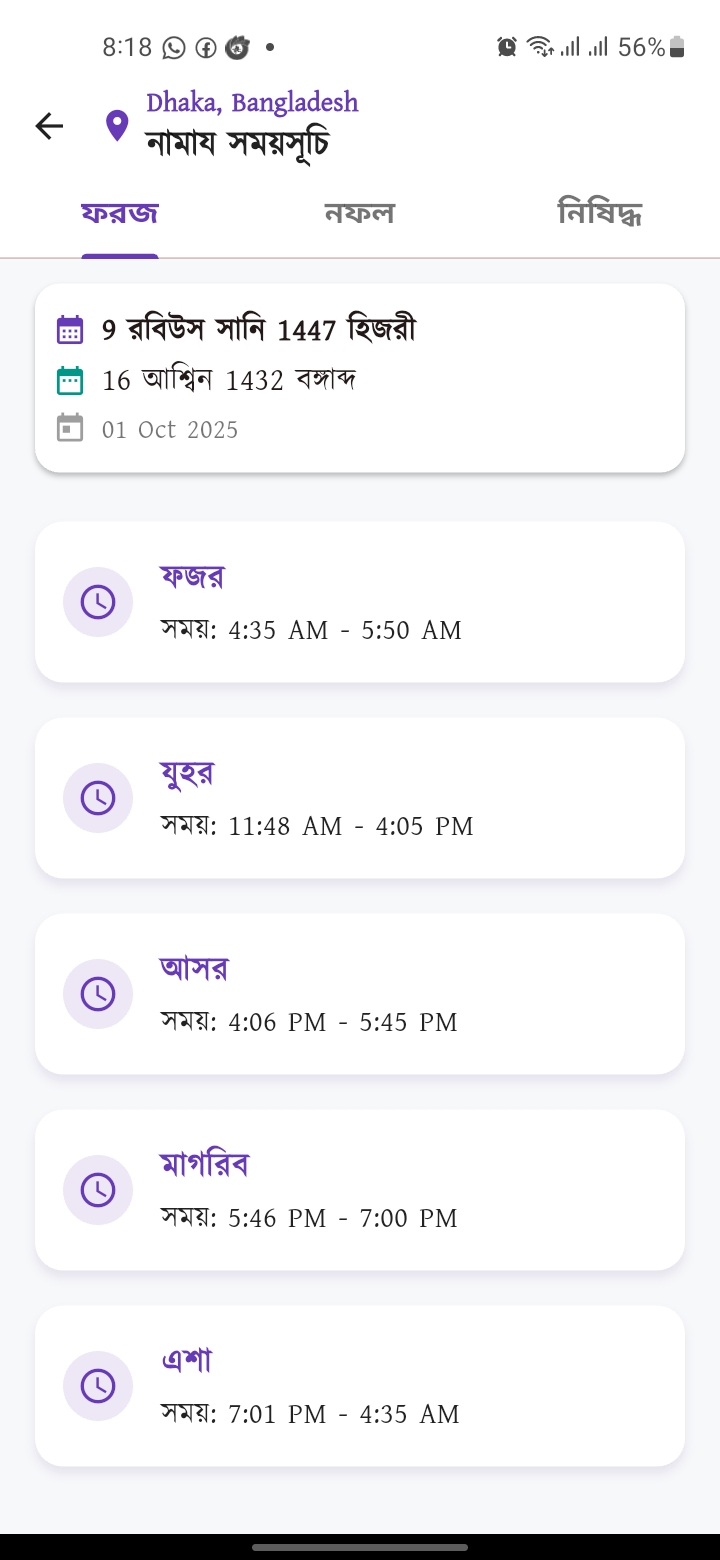 8:18 56%
Dhaka, Bangladesh
নামায সময়সূচি
ফরজ নফল নিষিদ্ধ
9 রবিউস সানি 1447 হিজরী
16 আশ্বিন 1432 বঙ্গাব্দ
01 Oct 2025
ফজর
সময়: 4:35 AM - 5:50 AM
যুহর
সময়: 11:48 AM - 4:05 PM
আসর
সময়: 4:06 PM - 5:45 PM
মাগরিব
সময়: 5:46 PM - 7:00 PM
এশা
সময়: 7:01 PM - 4:35 AM